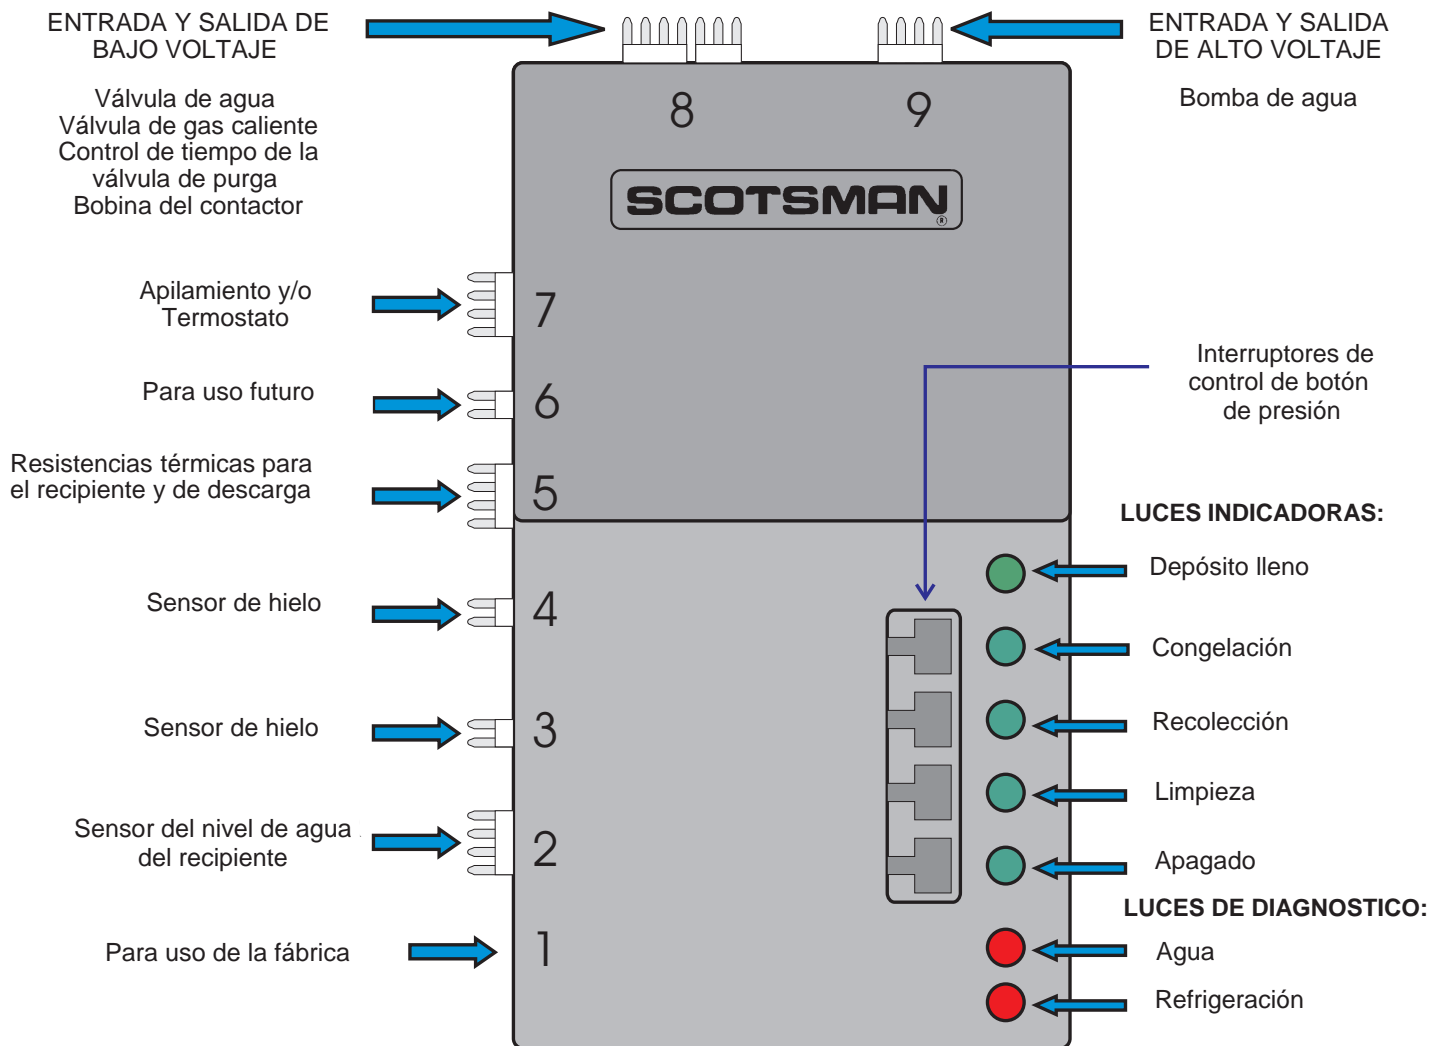 ENTRADA Y SALIDA DE
BAJO VOLTAJE
Válvula de agua
Válvula de gas caliente
Control de tiempo de la
válvula de purga
Bobina del contactor
ENTRADA Y SALIDA
DE ALTO VOLTAJE
Bomba de agua
8
9
SCOTSMAN
®
Apilamiento y/o
Termostato
7
Para uso futuro
6
Resistencias térmicas para
el recipiente y de descarga
5
Sensor de hielo
4
Sensor de hielo
3
Sensor del nivel de agua
del recipiente
2
Para uso de la fábrica
1
Interruptores de
control de botón
de presión
LUCES INDICADORAS:
Depósito lleno
Congelación
Recolección
Limpieza
Apagado
LUCES DE DIAGNOSTICO:
Agua
Refrigeración